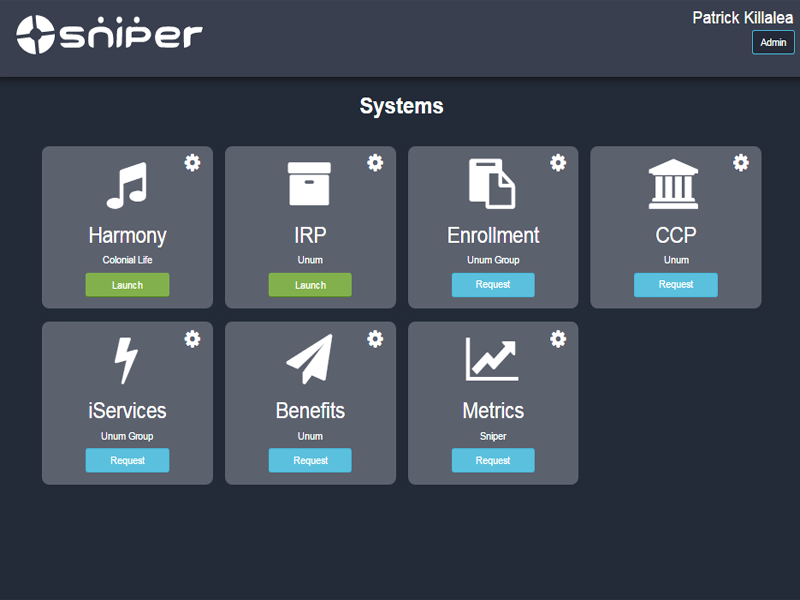 sniper
Patrick Killalea
Admin
Systems
Harmony
Colonial Life
Launch
IRP
Unum
Launch
Enrollment
Unum Group
Request
CCP
Unum
Request
iServices
Unum Group
Request
Benefits
Unum
Request
Metrics
Sniper
Request